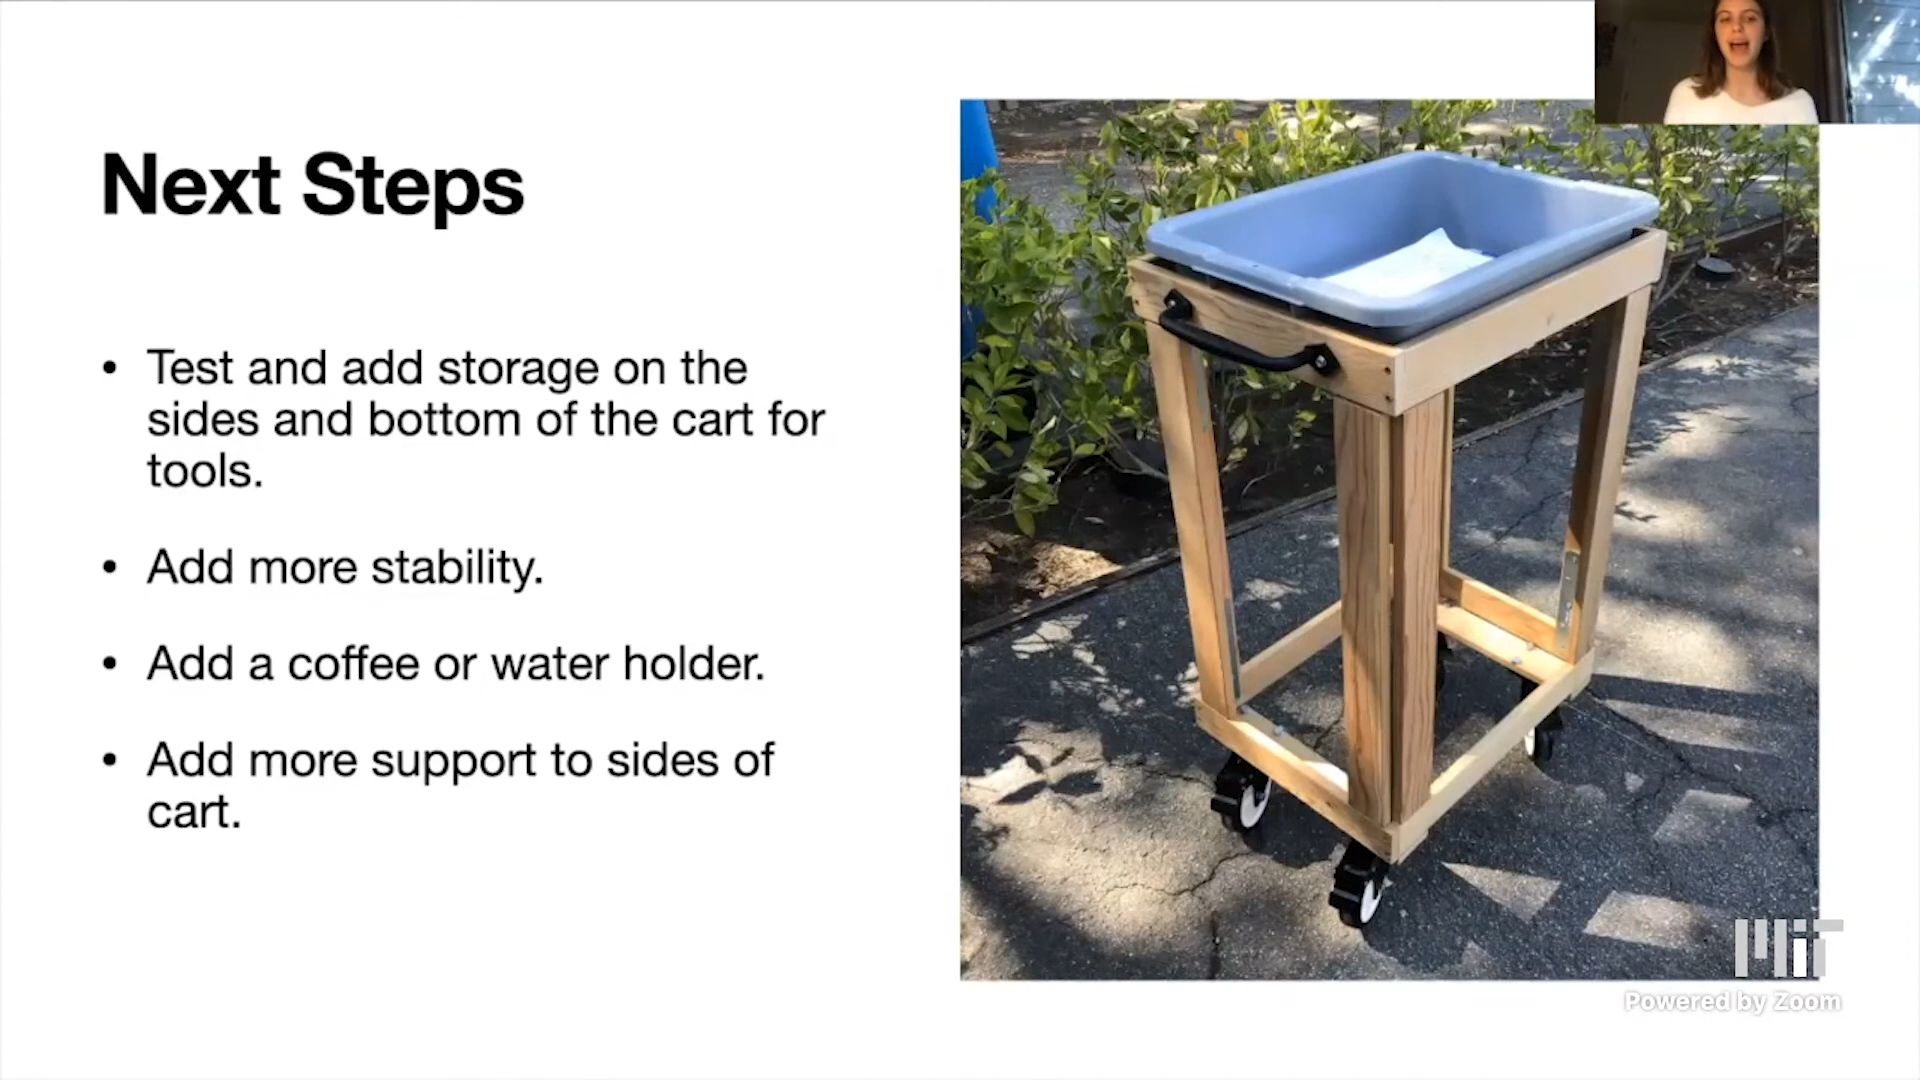 Next Steps
• Test and add storage on the
sides and bottom of the cart for
tools.
• Add more stability.
• Add a coffee or water holder.
• Add more support to sides of
cart.
MIT
Powered by Zoom